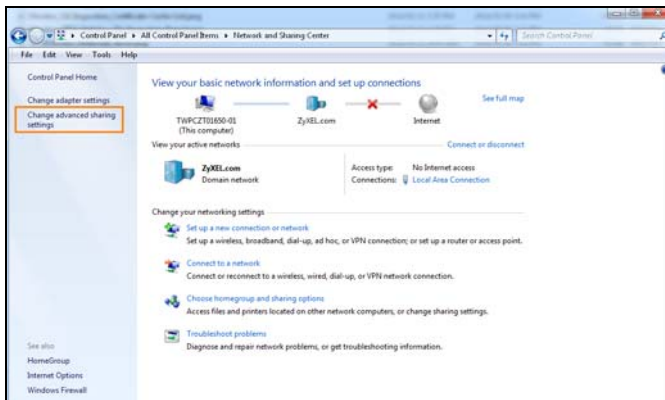 Control Panel ▸ All Control Panel Items ▸ Network and Sharing Center
Search Control Panel
File Edit View Tools Help
Control Panel Home
Change adapter settings
Change advanced sharing
settings
See also
HomeGroup
Internet Options
Windows Firewall
View your basic network information and set up connections
See full map
TWPCZT01650-01
(This computer)
ZyXEL.com
Internet
View your active networks
Connect or disconnect
ZyXEL.com
Domain network
Access type: No Internet access
Connections: Local Area Connection
Change your networking settings
Set up a new connection or network
Set up a wireless, broadband, dial-up, ad hoc, or VPN connection; or set up a router or access point.
Connect to a network
Connect or reconnect to a wireless, wired, dial-up, or VPN network connection.
Choose homegroup and sharing options
Access files and printers located on other network computers, or change sharing settings.
Troubleshoot problems
Diagnose and repair network problems, or get troubleshooting information.